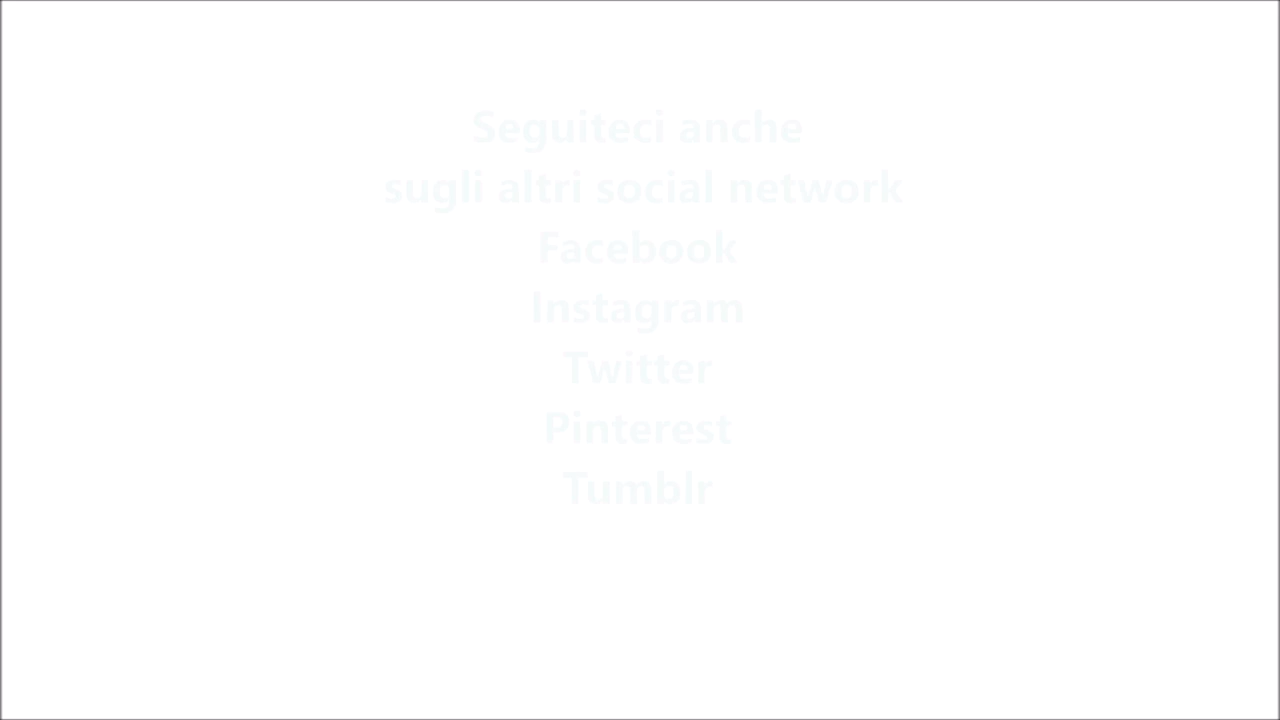 Seguiteci anche
sugli altri social network
Facebook
Instagram
Twitter
Pinterest
Tumblr